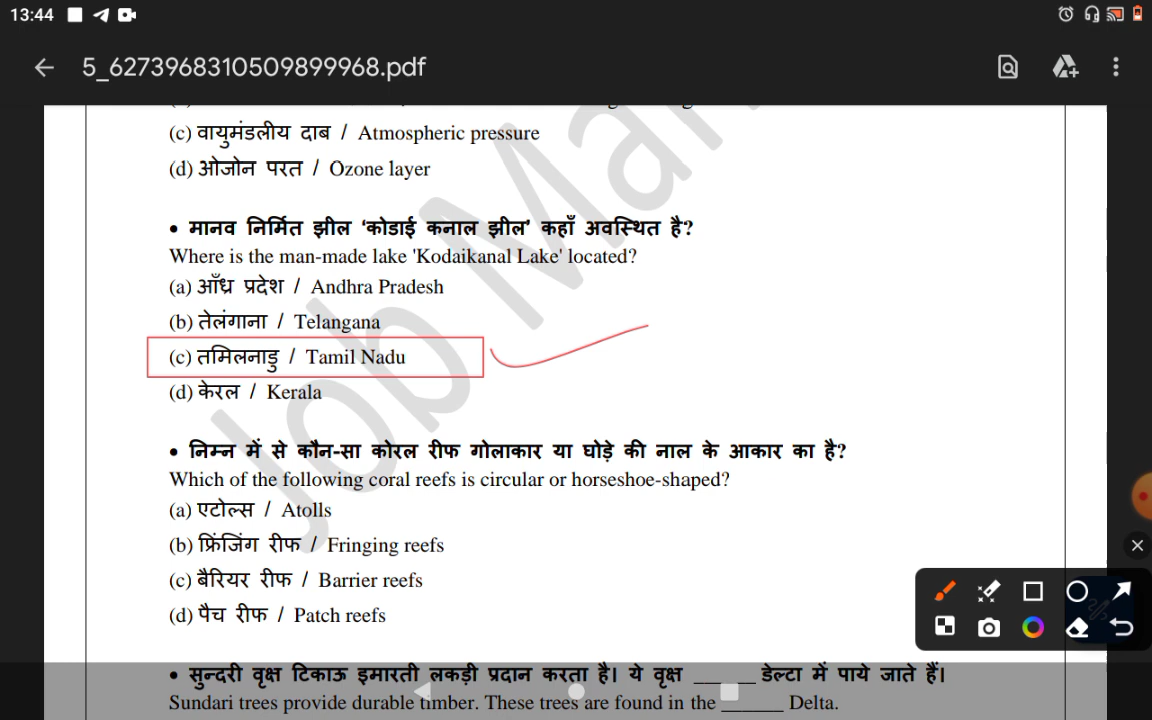 13:44
5_6273968310509899968.pdf
(c) वायुमंडलीय दाब / Atmospheric pressure
(d) ओजोन परत / Ozone layer
• मानव निर्मित झील ‘कोडाई कनाल झील’ कहाँ अवस्थित है?
Where is the man-made lake 'Kodaikanal Lake' located?
(a) आँध्र प्रदेश / Andhra Pradesh
(b) तेलंगाना / Telangana
(c) तमिलनाडु / Tamil Nadu
(d) केरल / Kerala
• निम्न में से कौन-सा कोरल रीफ गोलाकार या घोड़े की नाल के आकार का है?
Which of the following coral reefs is circular or horseshoe-shaped?
(a) एटोल्स / Atolls
(b) फ्रिंजिंग रीफ / Fringing reefs
(c) बैरियर रीफ / Barrier reefs
(d) पैच रीफ / Patch reefs
• सुन्दरी वृक्ष टिकाऊ इमारती लकड़ी प्रदान करता है। ये वृक्ष ______ डेल्टा में पाये जाते हैं।
Sundari trees provide durable timber. These trees are found in the ______ Delta.
Job Mar